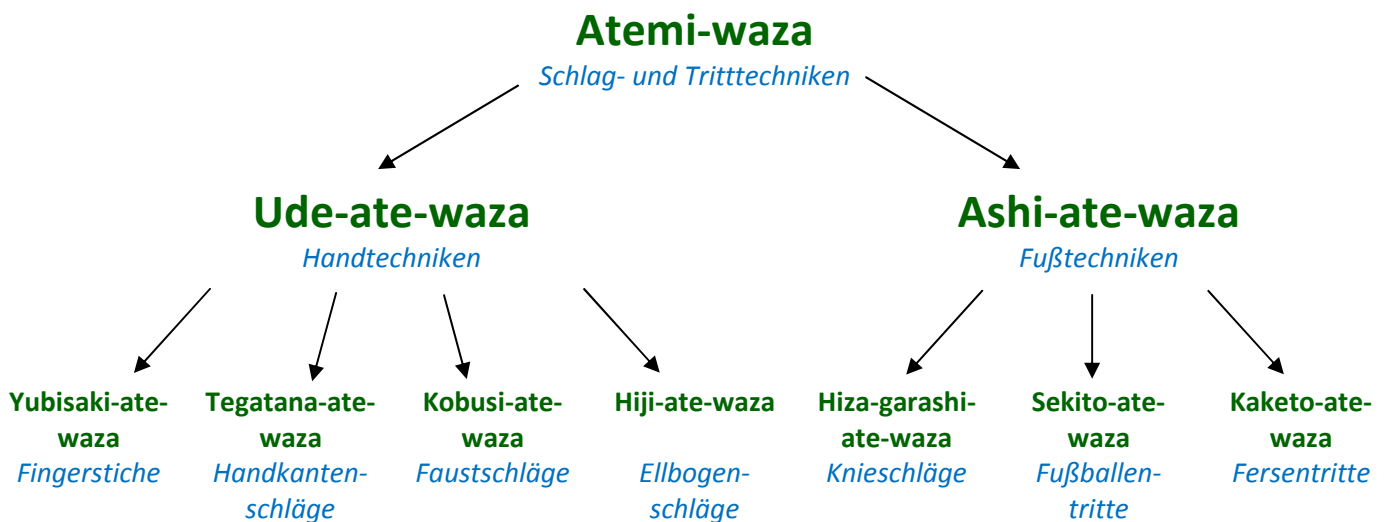 Atemi-waza
Schlag- und Tritttechniken
Ude-ate-waza
Handtechniken
Ashi-ate-waza
Fußtechniken
Yubisaki-ate-
waza
Fingerstiche
Tegatana-ate-
waza
Handkanten-
schläge
Kobusi-ate-
waza
Faustschläge
Hiji-ate-waza
Ellbogen-
schläge
Hiza-garashi-
ate-waza
Knieschläge
Sekito-ate-
waza
Fußballen-
tritte
Kaketo-ate-
waza
Fersentritte